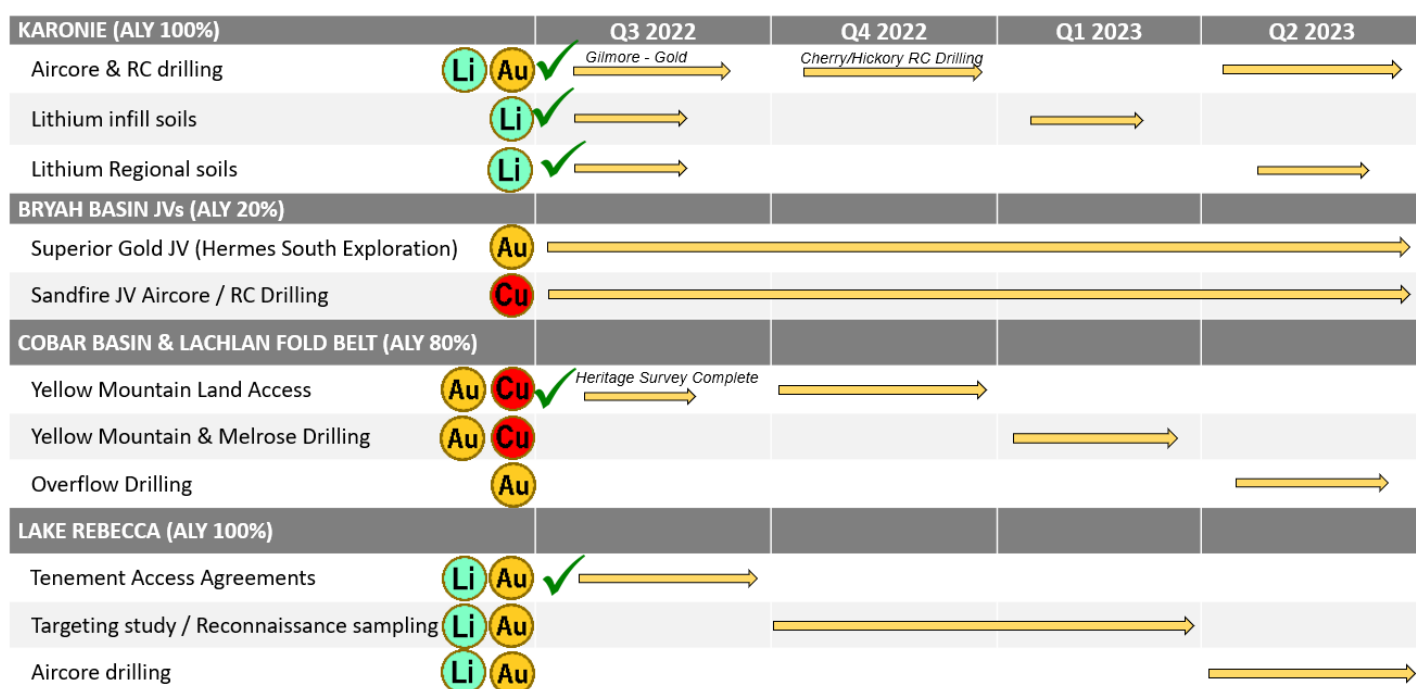 KARONIE (ALY 100%) Q3 2022 Q4 2022 Q1 2023 Q2 2023
Aircore & RC drilling Li Au Gilmore - Gold Cherry/Hickory RC Drilling
Lithium infill soils Li
Lithium Regional soils Li
BRYAH BASIN JVs (ALY 20%)
Superior Gold JV (Hermes South Exploration) Au
Sandfire JV Aircore / RC Drilling Cu
COBAR BASIN & LACHLAN FOLD BELT (ALY 80%)
Yellow Mountain Land Access Au Cu Heritage Survey Complete
Yellow Mountain & Melrose Drilling Au Cu
Overflow Drilling Au
LAKE REBECCA (ALY 100%)
Tenement Access Agreements Li Au
Targeting study / Reconnaissance sampling Li Au
Aircore drilling Li Au